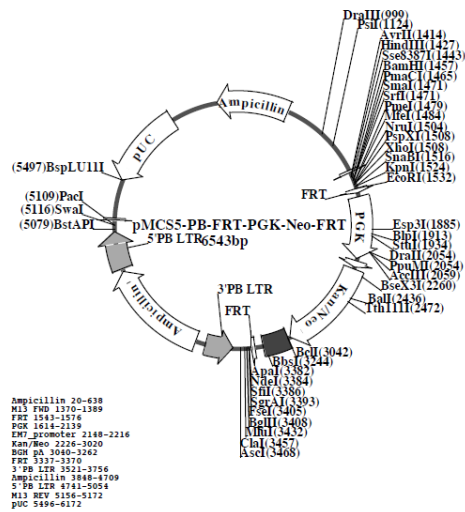 DraIII(999)
PsiI(1124)
AvrII(1414)
HindIII(1427)
Sse8387I(1443)
BamHI(1457)
PmaCI(1465)
SmaI(1471)
SrfI(1471)
PmeI(1479)
MfeI(1484)
NruI(1504)
PspXI(1508)
XhoI(1508)
SnaBI(1516)
KpnI(1524)
EcoRI(1532)
Ampicillin
pUC
(5497)BspLU11I
FRT
(5109)PacI
(5116)SwaI
(5079)BstAPI
pMCS5-PB-FRT-PGK-Neo-FRT
6543bp
5'PB LTR
PGK
Esp3I(1885)
BlpI(1913)
StuI(1934)
DraII(2054)
PpuMI(2054)
AccIII(2059)
BseX3I(2260)
BalI(2436)
Tth111I(2472)
Kan/Neo
Ampicillin
3'PB LTR
FRT
BclI(3042)
BbsI(3244)
ApaI(3382)
NdeI(3384)
SfiI(3386)
SgrAI(3393)
FseI(3405)
BglII(3408)
MluI(3432)
ClaI(3457)
AscI(3468)
Ampicillin 20-638
M13 FWD 1370-1389
FRT 1543-1576
PGK 1614-2139
EM7_promoter 2148-2216
Kan/Neo 2226-3020
BGH pA 3040-3262
FRT 3337-3370
3'PB LTR 3521-3756
Ampicillin 3848-4709
5'PB LTR 4741-5054
M13 REV 5156-5172
pUC 5496-6172